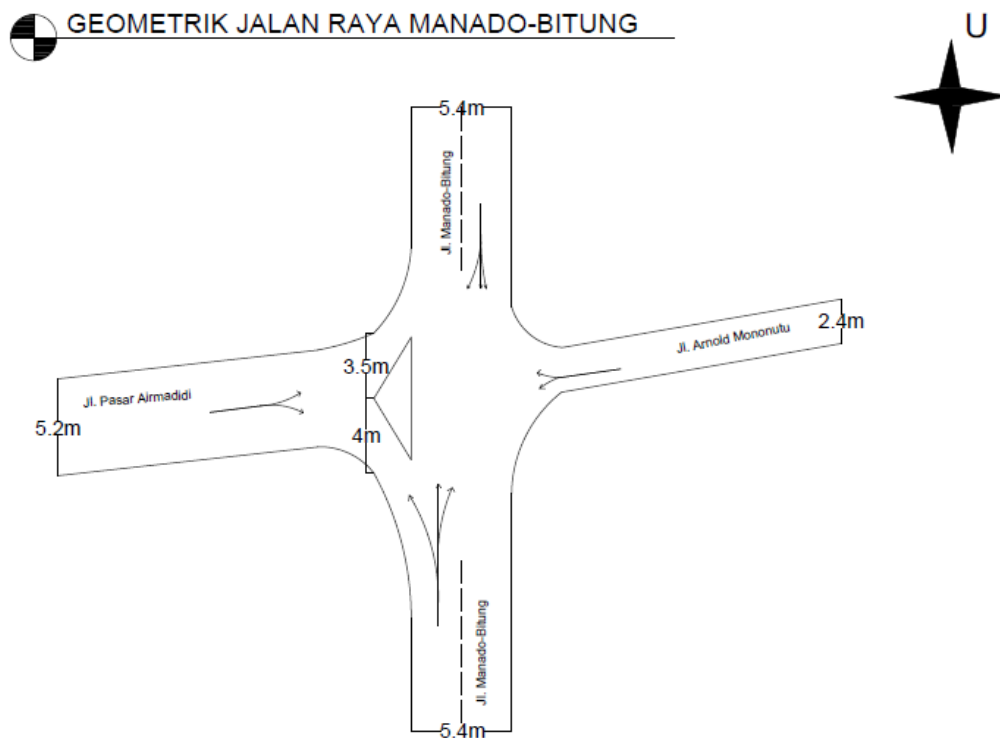 GEOMETRIK JALAN RAYA MANADO-BITUNG
U
5.4m
Jl. Manado-Bitung
2.4m
Jl. Arnold Mononutu
3.5m
Jl. Pasar Airmadidi
5.2m
4m
Jl. Manado-Bitung
5.4m